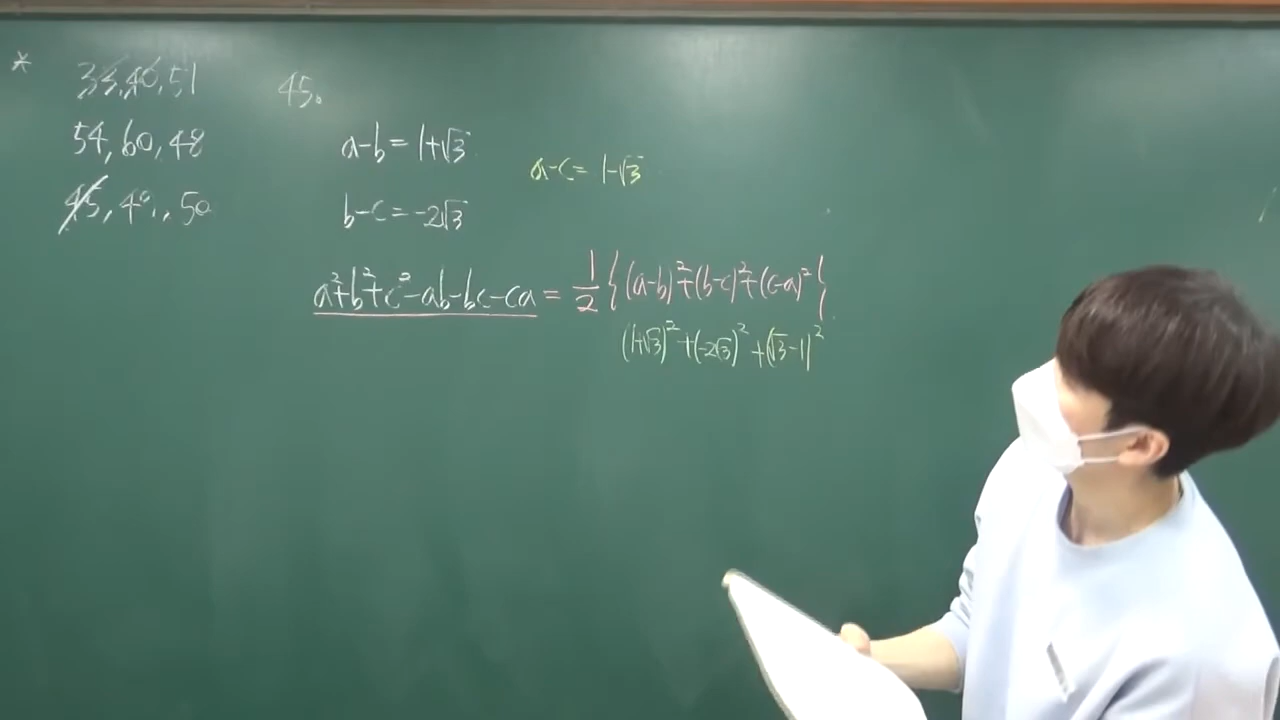 *
33, 40, 51
54, 60, 48
45, 49, 50
45.
a-b = 1+√3
a-c = 1-√3
b-c = -2√3
a²+b²+c²-ab-bc-ca = 1/2 {(a-b)²+(b-c)²+(c-a)²}
(1+√3)²+(-2√3)²+(√3-1)²